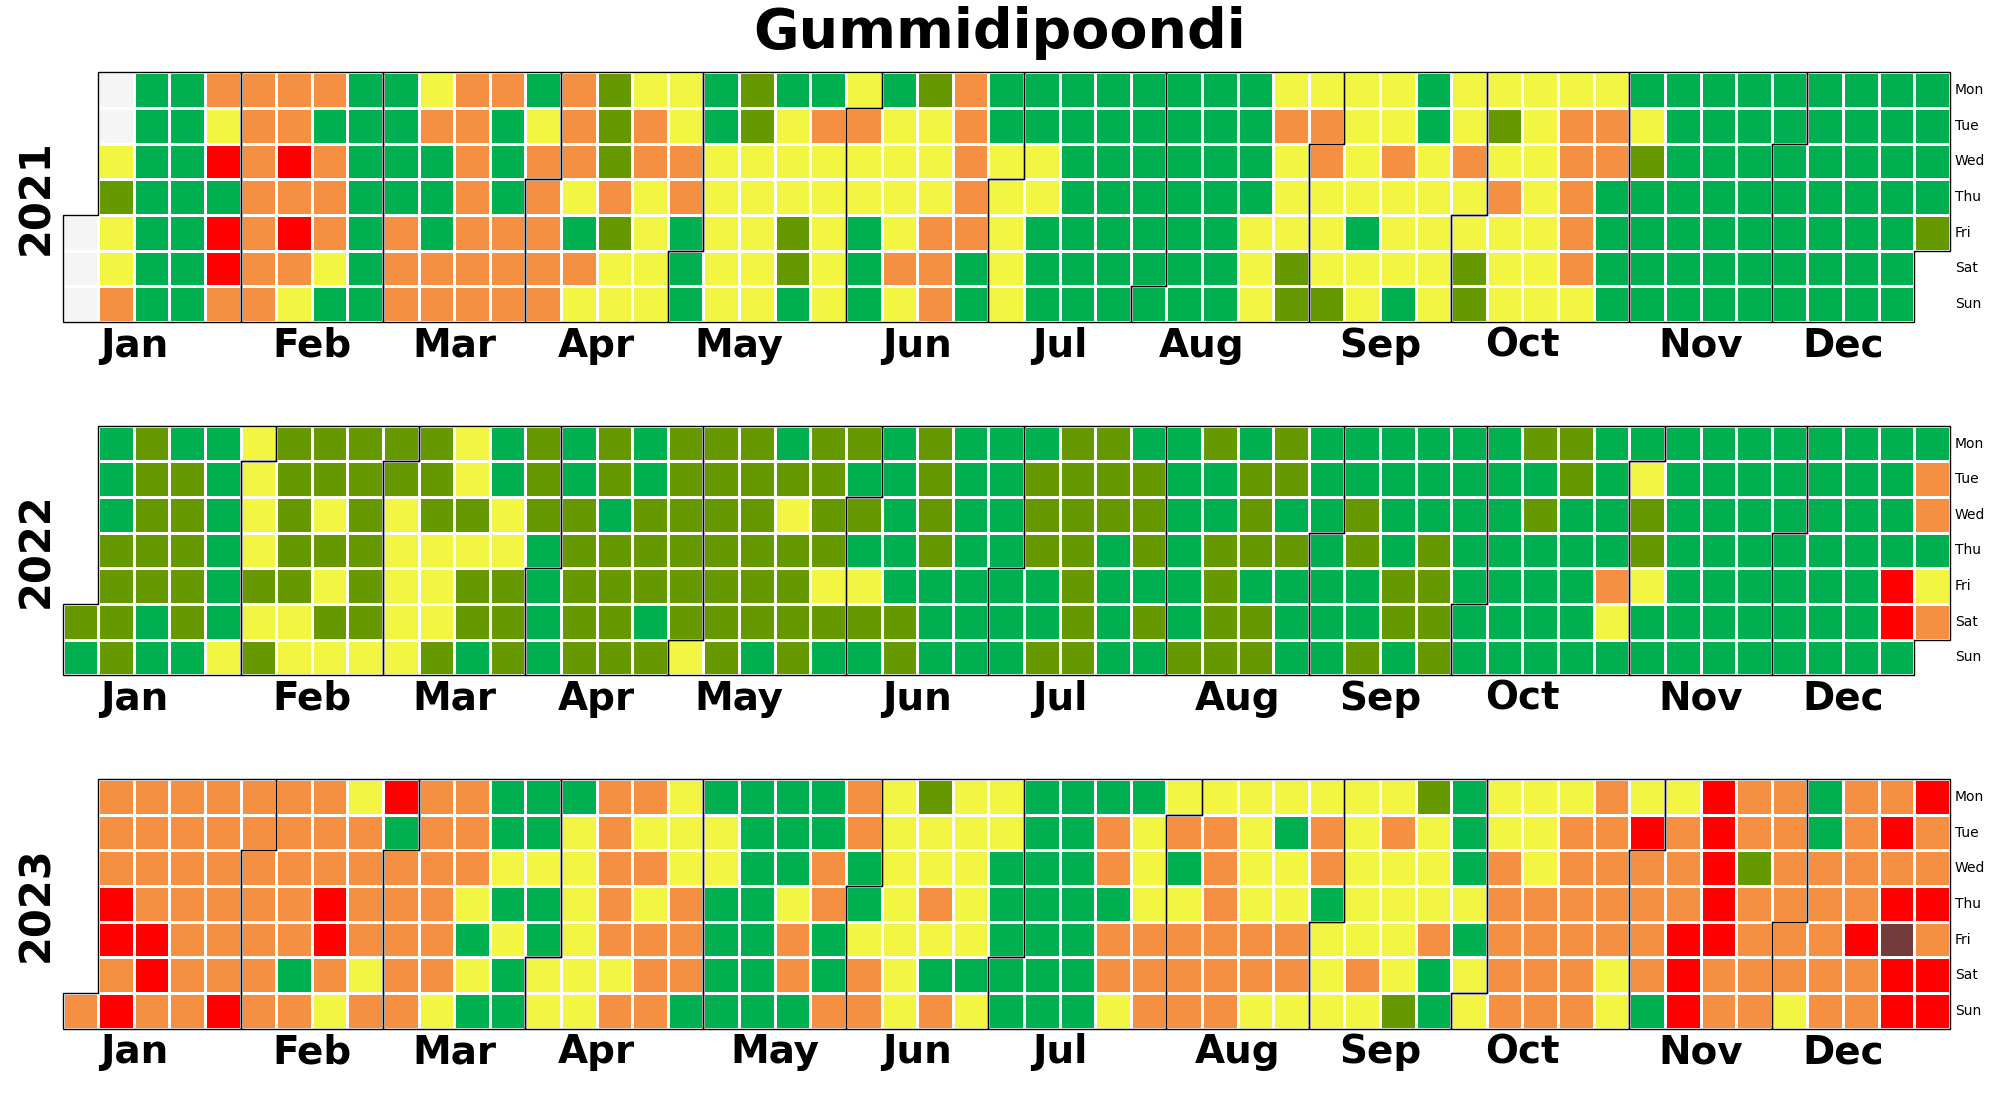 Gummidipoondi
2021
Mon
Tue
Wed
Thu
Fri
Sat
Sun
Jan Feb Mar Apr May Jun Jul Aug Sep Oct Nov Dec
2022
Mon
Tue
Wed
Thu
Fri
Sat
Sun
Jan Feb Mar Apr May Jun Jul Aug Sep Oct Nov Dec
2023
Mon
Tue
Wed
Thu
Fri
Sat
Sun
Jan Feb Mar Apr May Jun Jul Aug Sep Oct Nov Dec